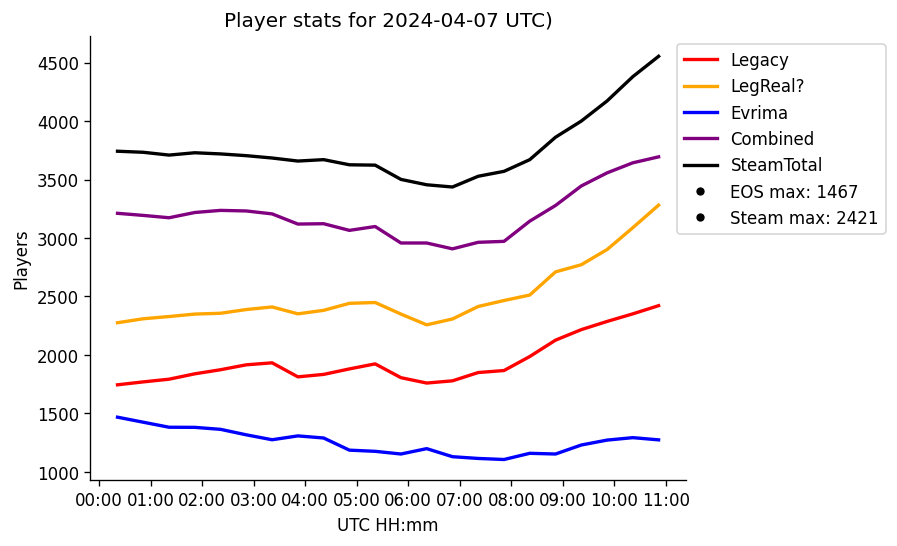 Player stats for 2024-04-07 UTC)
Legacy
LegReal?
Evrima
Combined
SteamTotal
EOS max: 1467
Steam max: 2421
Players
4500
4000
3500
3000
2500
2000
1500
1000
00:00 01:00 02:00 03:00 04:00 05:00 06:00 07:00 08:00 09:00 10:00 11:00
UTC HH:mm